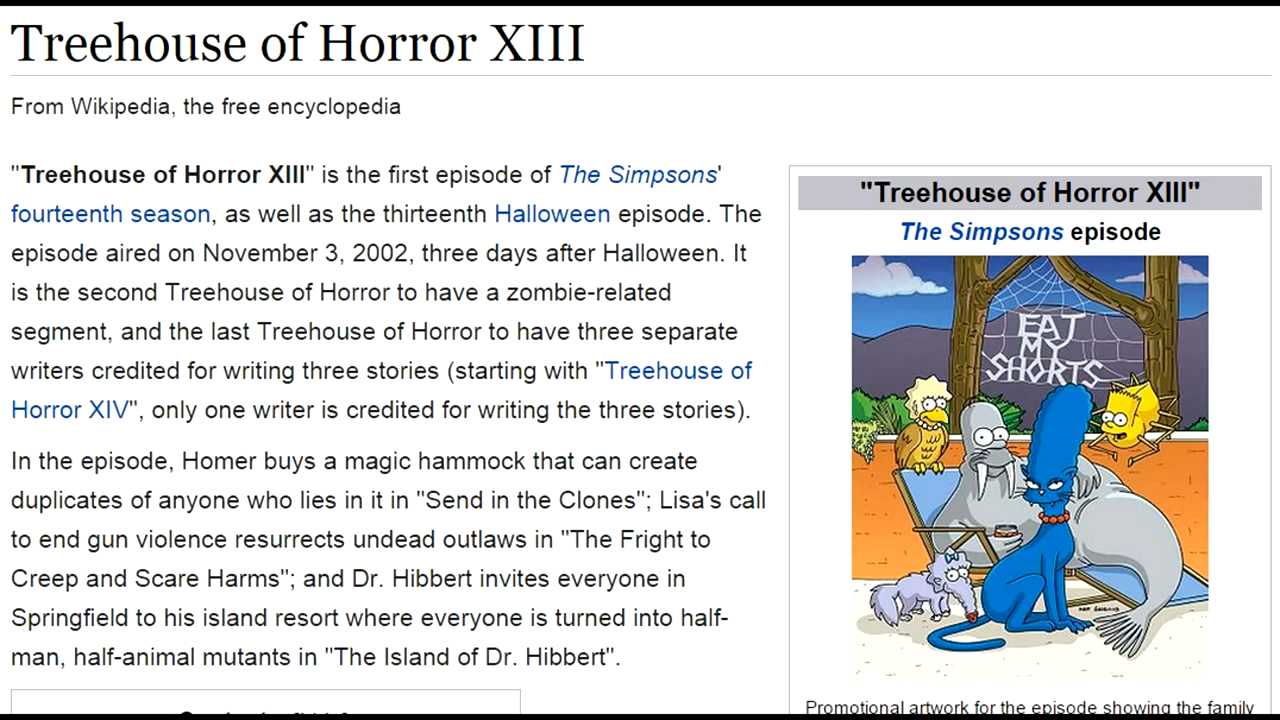 Treehouse of Horror XIII
From Wikipedia, the free encyclopedia
"Treehouse of Horror XIII" is the first episode of The Simpsons'
fourteenth season, as well as the thirteenth Halloween episode. The
episode aired on November 3, 2002, three days after Halloween. It
is the second Treehouse of Horror to have a zombie-related
segment, and the last Treehouse of Horror to have three separate
writers credited for writing three stories (starting with "Treehouse of
Horror XIV", only one writer is credited for writing the three stories).
In the episode, Homer buys a magic hammock that can create
duplicates of anyone who lies in it in "Send in the Clones"; Lisa's call
to end gun violence resurrects undead outlaws in "The Fright to
Creep and Scare Harms"; and Dr. Hibbert invites everyone in
Springfield to his island resort where everyone is turned into half-
man, half-animal mutants in "The Island of Dr. Hibbert".
"Treehouse of Horror XIII"
The Simpsons episode
EAT
MY
SHORTS
Promotional artwork for the episode showing the family